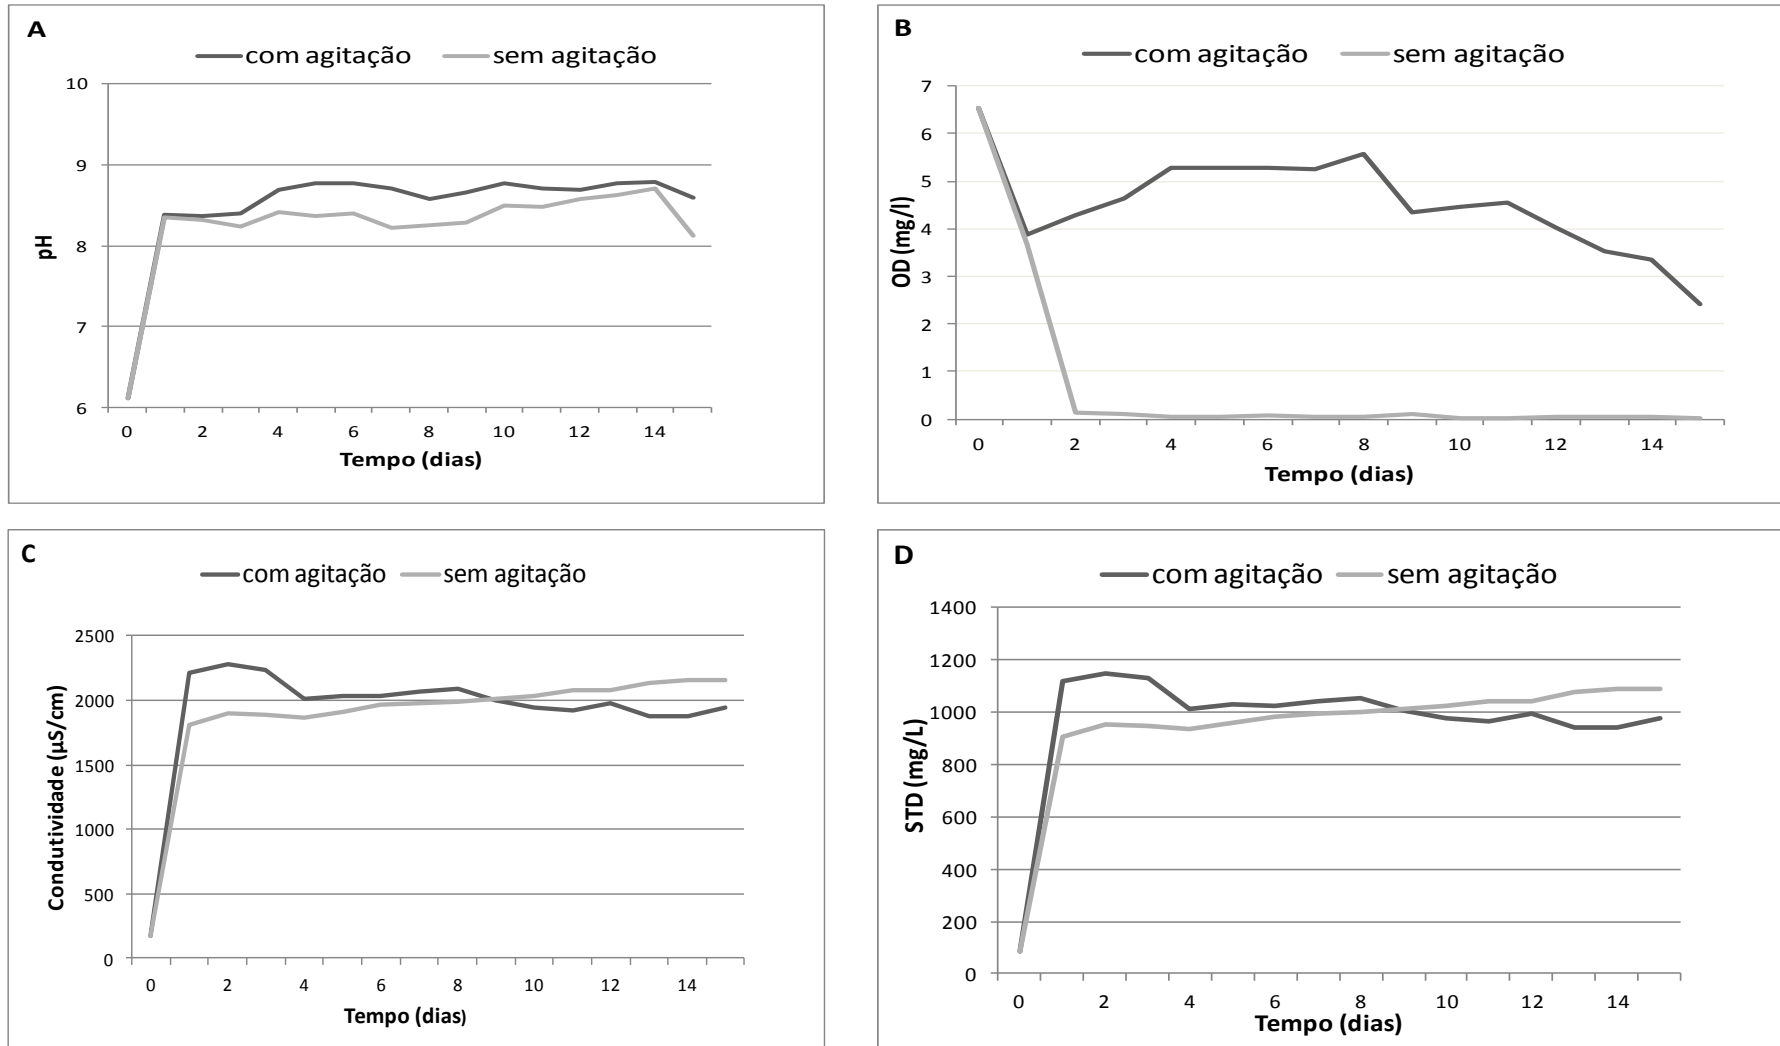 A
com agitação sem agitação
10
9
8
7
6
pH
0 2 4 6 8 10 12 14
Tempo (dias)
B
com agitação sem agitação
7
6
5
4
3
2
1
0
OD (mg/l)
0 2 4 6 8 10 12 14
Tempo (dias)
C
com agitação sem agitação
2500
2000
1500
1000
500
0
Condutividade (µS/cm)
0 2 4 6 8 10 12 14
Tempo (dias)
D
com agitação sem agitação
1400
1200
1000
800
600
400
200
0
STD (mg/L)
0 2 4 6 8 10 12 14
Tempo (dias)